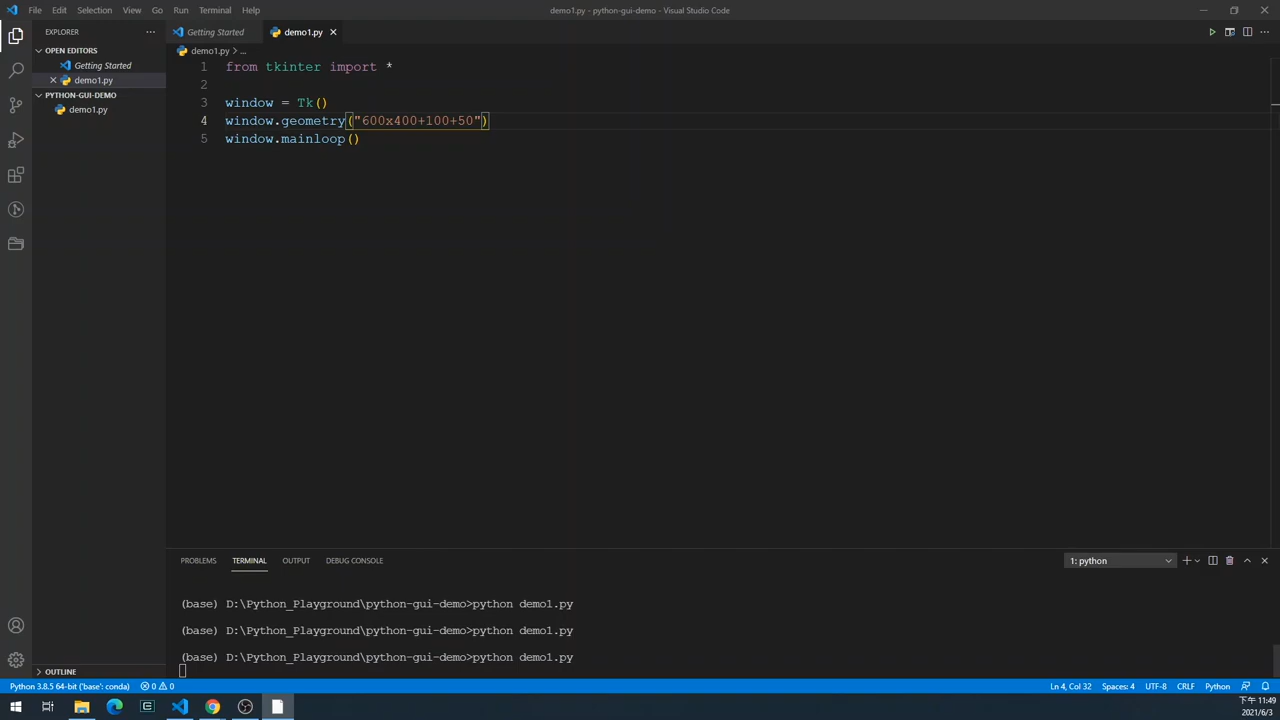 File Edit Selection View Go Run Terminal Help
demo1.py - python-gui-demo - Visual Studio Code
EXPLORER
OPEN EDITORS
Getting Started
demo1.py
PYTHON-GUI-DEMO
demo1.py
OUTLINE
Getting Started demo1.py
demo1.py > ...
1 from tkinter import *
2
3 window = Tk()
4 window.geometry("600x400+100+50")
5 window.mainloop()
PROBLEMS TERMINAL OUTPUT DEBUG CONSOLE
1: python
(base) D:\Python_Playground\python-gui-demo>python demo1.py
(base) D:\Python_Playground\python-gui-demo>python demo1.py
(base) D:\Python_Playground\python-gui-demo>python demo1.py
Python 3.8.5 64-bit ('base': conda) 0 0 Ln 4, Col 32 Spaces: 4 UTF-8 CRLF Python
下午 11:49
2021/6/3